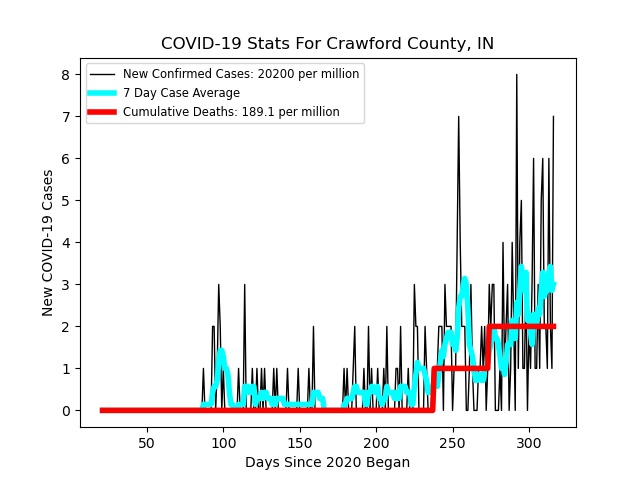 COVID-19 Stats For Crawford County, IN
New Confirmed Cases: 20200 per million
7 Day Case Average
Cumulative Deaths: 189.1 per million
New COVID-19 Cases
8
7
6
5
4
3
2
1
0
50 100 150 200 250 300
Days Since 2020 Began